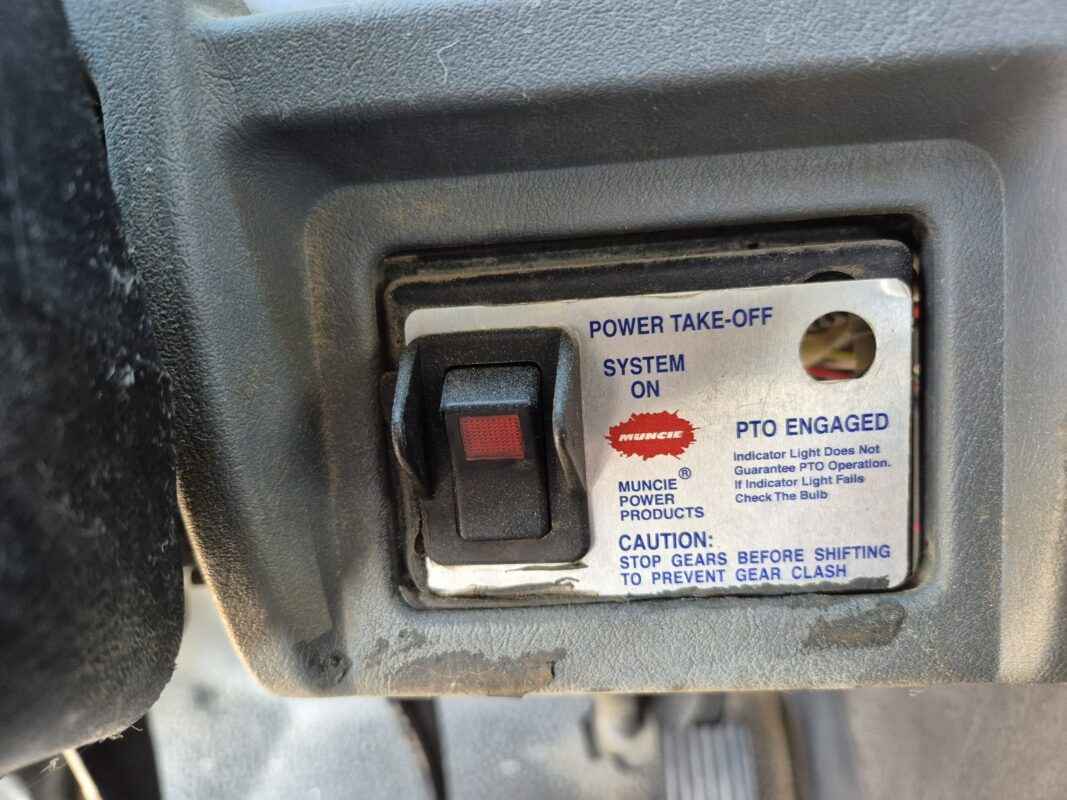 POWER TAKE-OFF
SYSTEM
ON
MUNCIE
MUNCIE®
POWER
PRODUCTS
PTO ENGAGED
Indicator Light Does Not
Guarantee PTO Operation.
If Indicator Light Fails
Check The Bulb
CAUTION:
STOP GEARS BEFORE SHIFTING
TO PREVENT GEAR CLASH